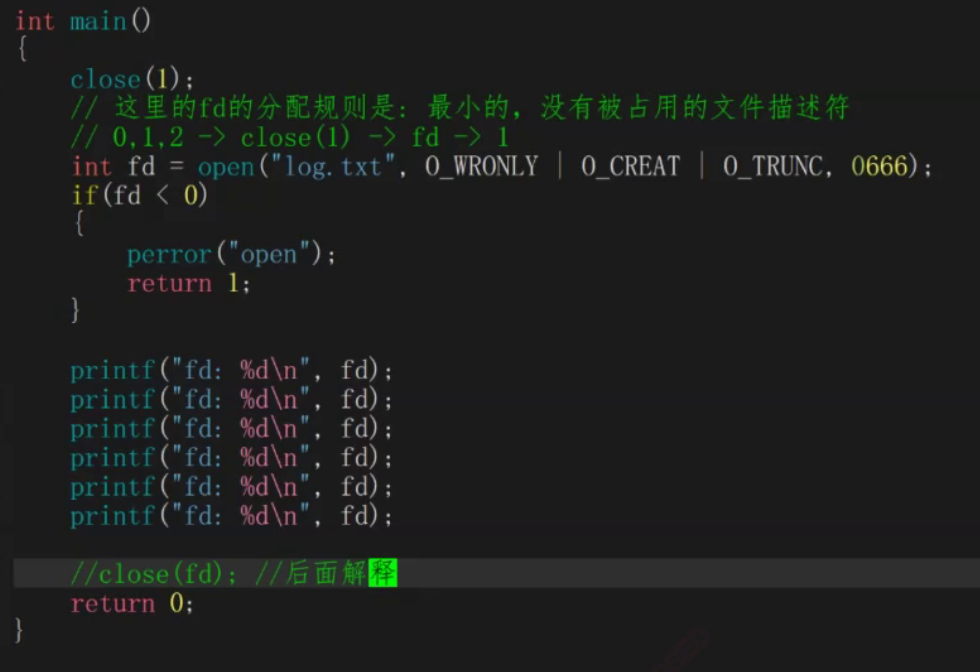 int main()
{
    close(1);
    // 这里的fd的分配规则是: 最小的, 没有被占用的文件描述符
    // 0,1,2 -> close(1) -> fd -> 1
    int fd = open("log.txt", O_WRONLY | O_CREAT | O_TRUNC, 0666);
    if(fd < 0)
    {
        perror("open");
        return 1;
    }

    printf("fd: %d\n", fd);
    printf("fd: %d\n", fd);
    printf("fd: %d\n", fd);
    printf("fd: %d\n", fd);
    printf("fd: %d\n", fd);
    printf("fd: %d\n", fd);

    //close(fd); //后面解释
    return 0;
}